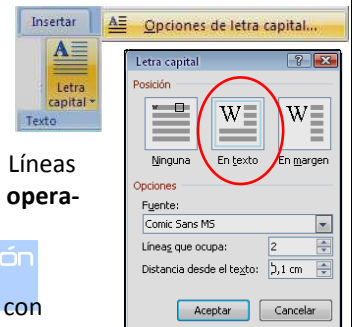 Insertar
Opciones de letra capital...
Letra
capital
Texto
Letra capital
Posición
Ninguna
En texto
En margen
Opciones
Fuente:
Comic Sans MS
Líneas que ocupa: 2
Distancia desde el texto: 0,1 cm
Aceptar
Cancelar
Líneas
opera-
ón
con